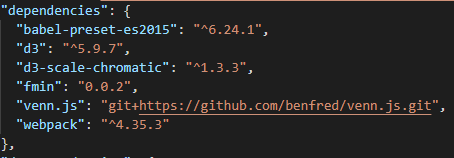 "dependencies": {
"babel-preset-es2015": "^6.24.1",
"d3": "^5.9.7",
"d3-scale-chromatic": "^1.3.3",
"fmin": "0.0.2",
"venn.js": "git+https://github.com/benfred/venn.js.git",
"webpack": "^4.35.3"
},